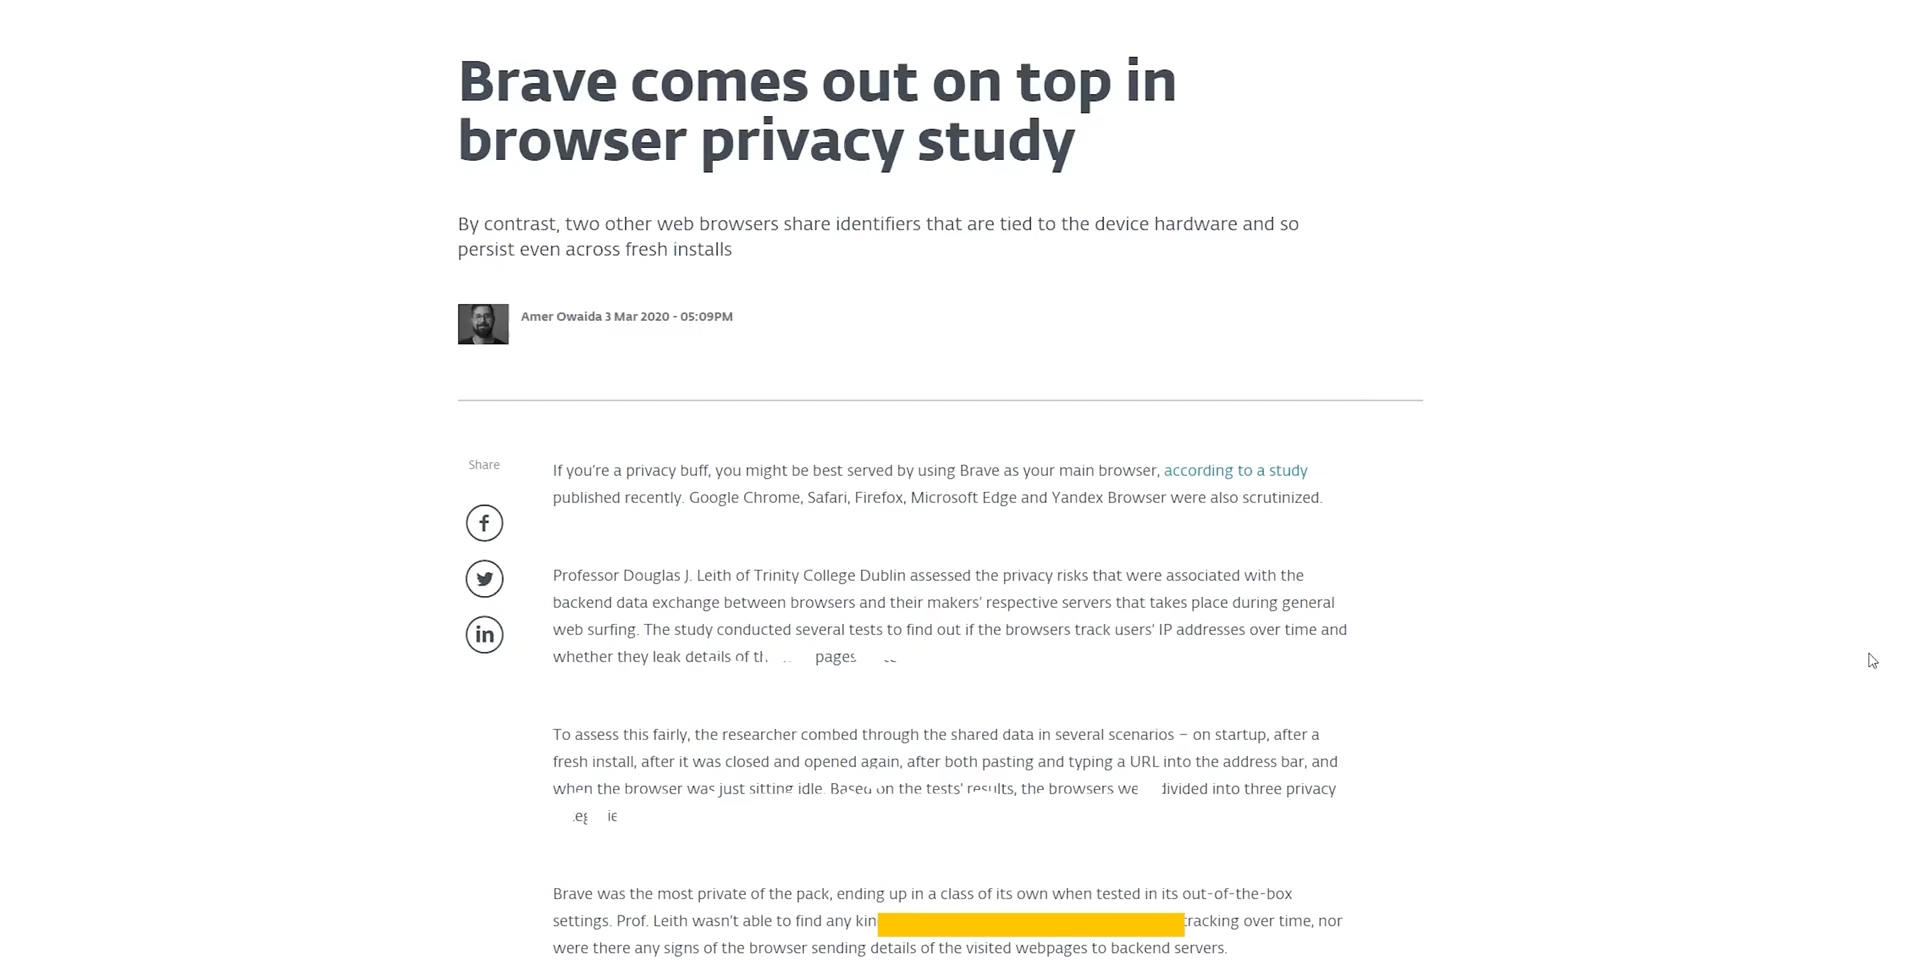 Brave comes out on top in
browser privacy study
By contrast, two other web browsers share identifiers that are tied to the device hardware and so
persist even across fresh installs
Amer Owaida 3 Mar 2020 - 05:09PM
Share
If you're a privacy buff, you might be best served by using Brave as your main browser, according to a study
published recently. Google Chrome, Safari, Firefox, Microsoft Edge and Yandex Browser were also scrutinized.
Professor Douglas J. Leith of Trinity College Dublin assessed the privacy risks that were associated with the
backend data exchange between browsers and their makers' respective servers that takes place during general
web surfing. The study conducted several tests to find out if the browsers track users' IP addresses over time and
whether they leak details of pages
To assess this fairly, the researcher combed through the shared data in several scenarios – on startup, after a
fresh install, after it was closed and opened again, after both pasting and typing a URL into the address bar, and
when the browser was just sitting idle. Based on the tests' results, the browsers divided into three privacy
Brave was the most private of the pack, ending up in a class of its own when tested in its out-of-the-box
settings. Prof. Leith wasn't able to find any tracking over time, nor
were there any signs of the browser sending details of the visited webpages to backend servers.